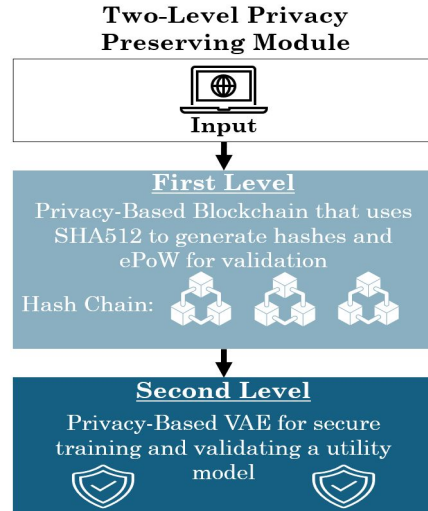 Two-Level Privacy
Preserving Module
Input
First Level
Privacy-Based Blockchain that uses
SHA512 to generate hashes and
ePoW for validation
Hash Chain:
Second Level
Privacy-Based VAE for secure
training and validating a utility
model